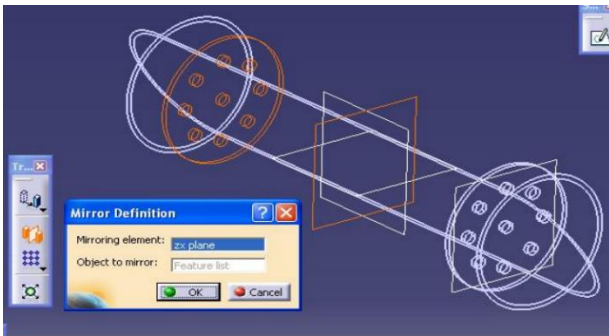 Tr...
Mirror Definition
?
Mirroring element: zx plane
Object to mirror: Feature list
OK Cancel